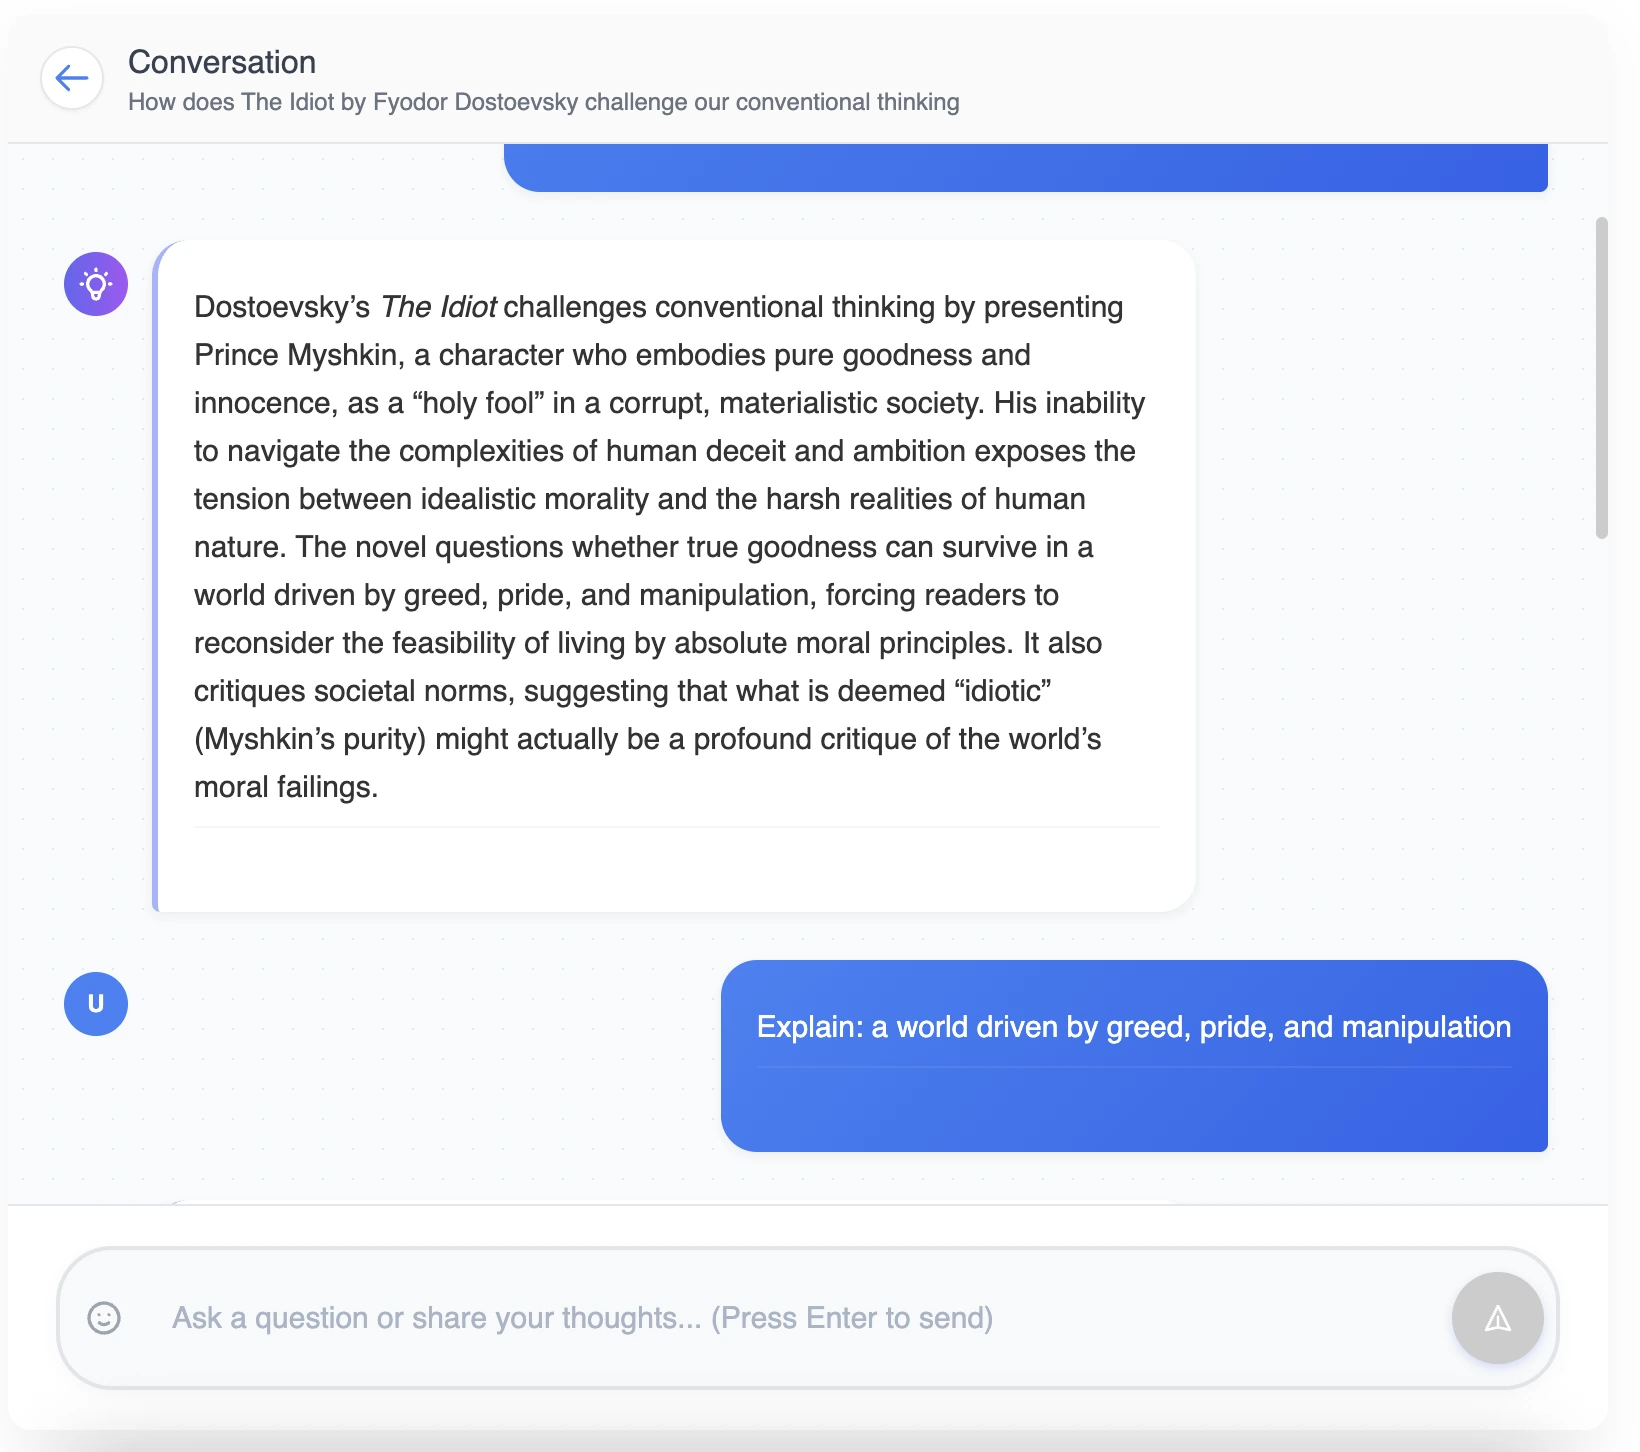 Conversation
How does The Idiot by Fyodor Dostoevsky challenge our conventional thinking
Dostoevsky’s The Idiot challenges conventional thinking by presenting
Prince Myshkin, a character who embodies pure goodness and
innocence, as a “holy fool” in a corrupt, materialistic society. His inability
to navigate the complexities of human deceit and ambition exposes the
tension between idealistic morality and the harsh realities of human
nature. The novel questions whether true goodness can survive in a
world driven by greed, pride, and manipulation, forcing readers to
reconsider the feasibility of living by absolute moral principles. It also
critiques societal norms, suggesting that what is deemed “idiotic”
(Myshkin’s purity) might actually be a profound critique of the world’s
moral failings.
U
Explain: a world driven by greed, pride, and manipulation
Ask a question or share your thoughts... (Press Enter to send)